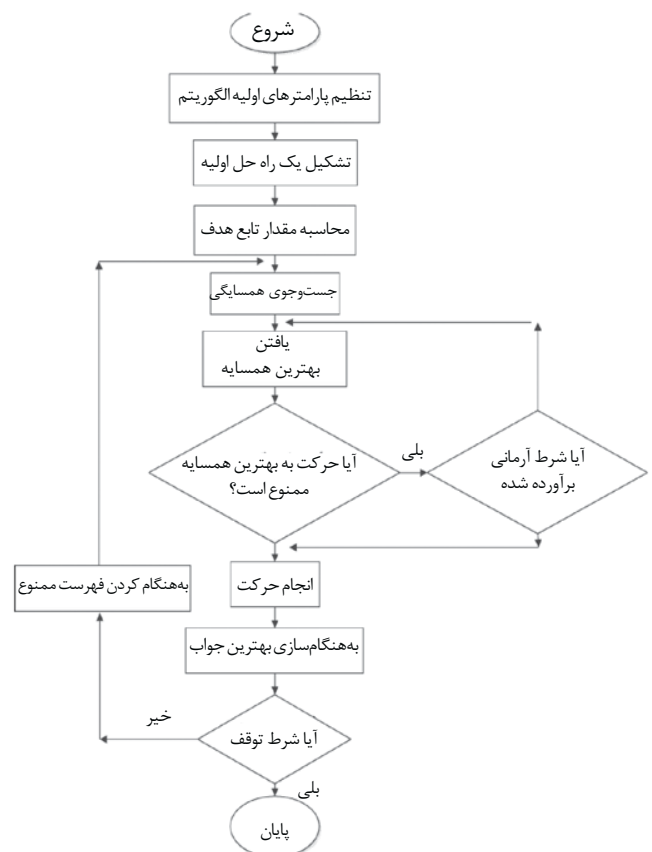 شروع
تنظیم پارامترهای اولیه الگوریتم
تشکیل یک راه حل اولیه
محاسبه مقدار تابع هدف
جست‌وجوی همسایگی
یافتن
بهترین همسایه
آیا حرکت به بهترین همسایه
ممنوع است؟
بلی
آیا شرط آرمانی
برآورده شده
انجام حرکت
به‌هنگام کردن فهرست ممنوع
به‌هنگام‌سازی بهترین جواب
آیا شرط توقف
خیر
بلی
پایان